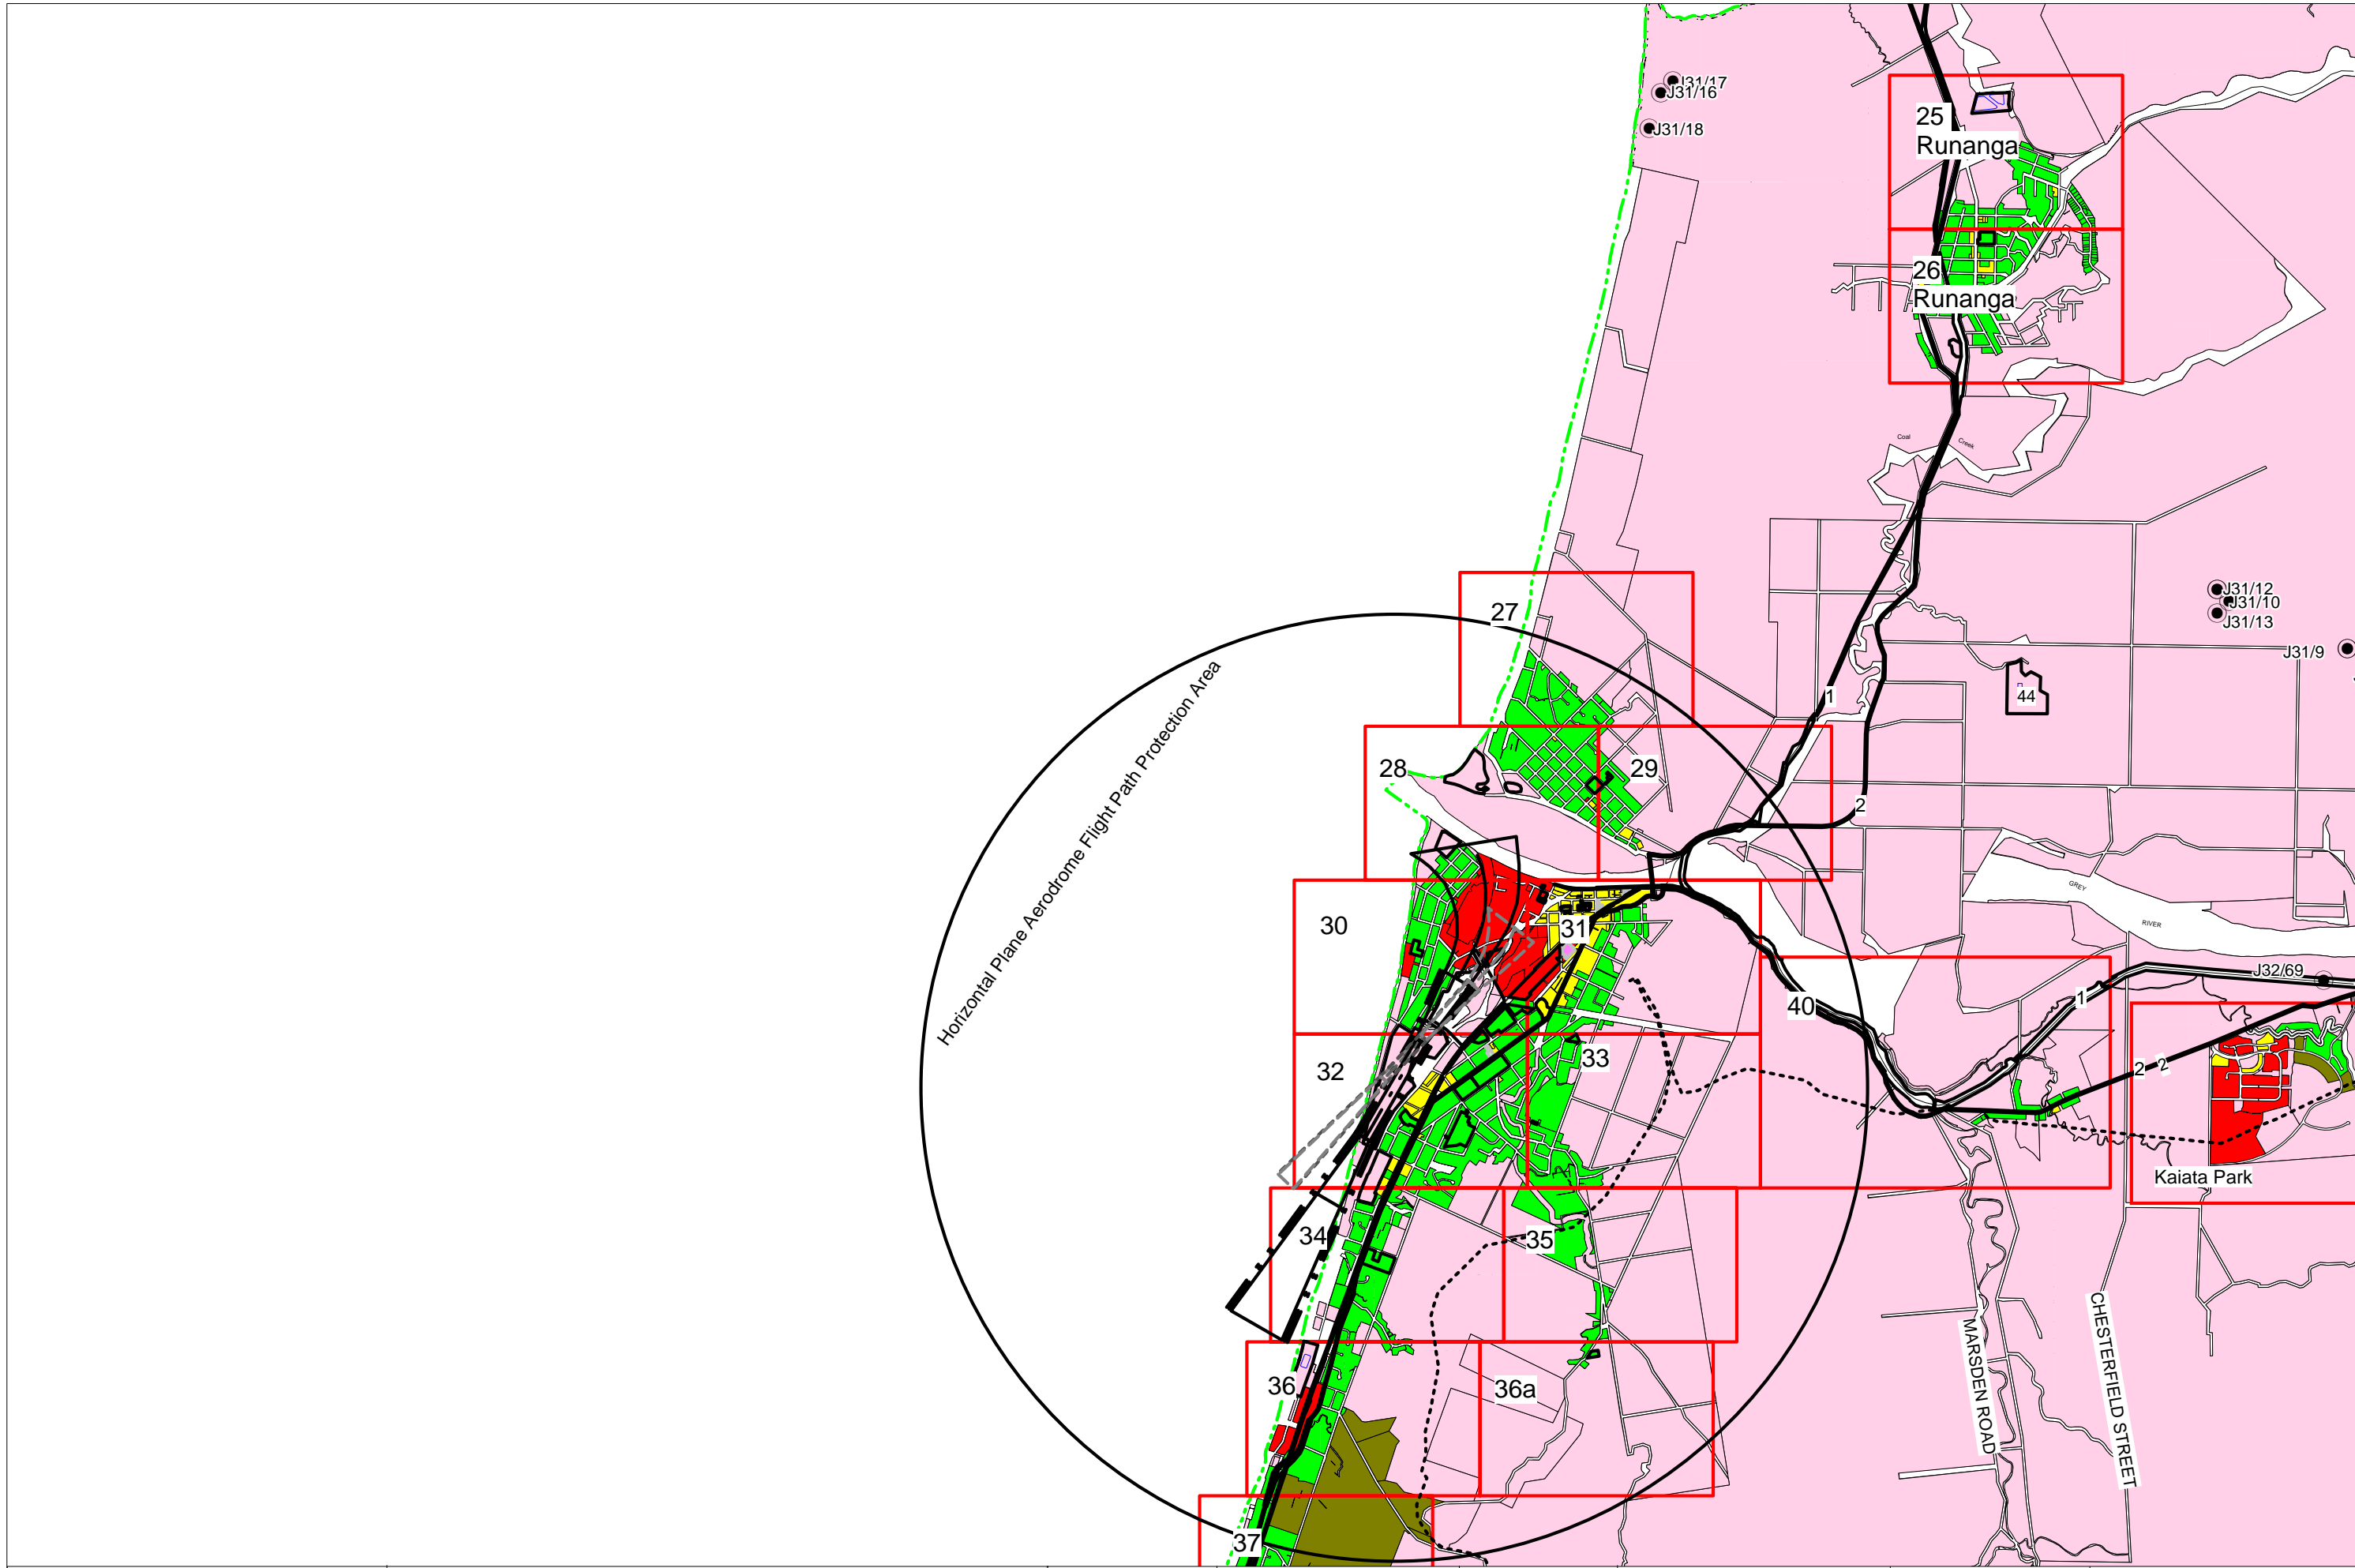 J31/17
J31/16
J31/18
25
Runanga
26
Runanga
Coal
Creek
27
J31/12
J31/10
J31/13
J31/9
44
1
Horizontal Plane Aerodrome Flight Path Protection Area
28
29
2
GREY
RIVER
30
31
J32/69
40
1
32
33
2
2
Kaiata Park
34
35
MARSDEN ROAD
CHESTERFIELD STREET
36
36a
37